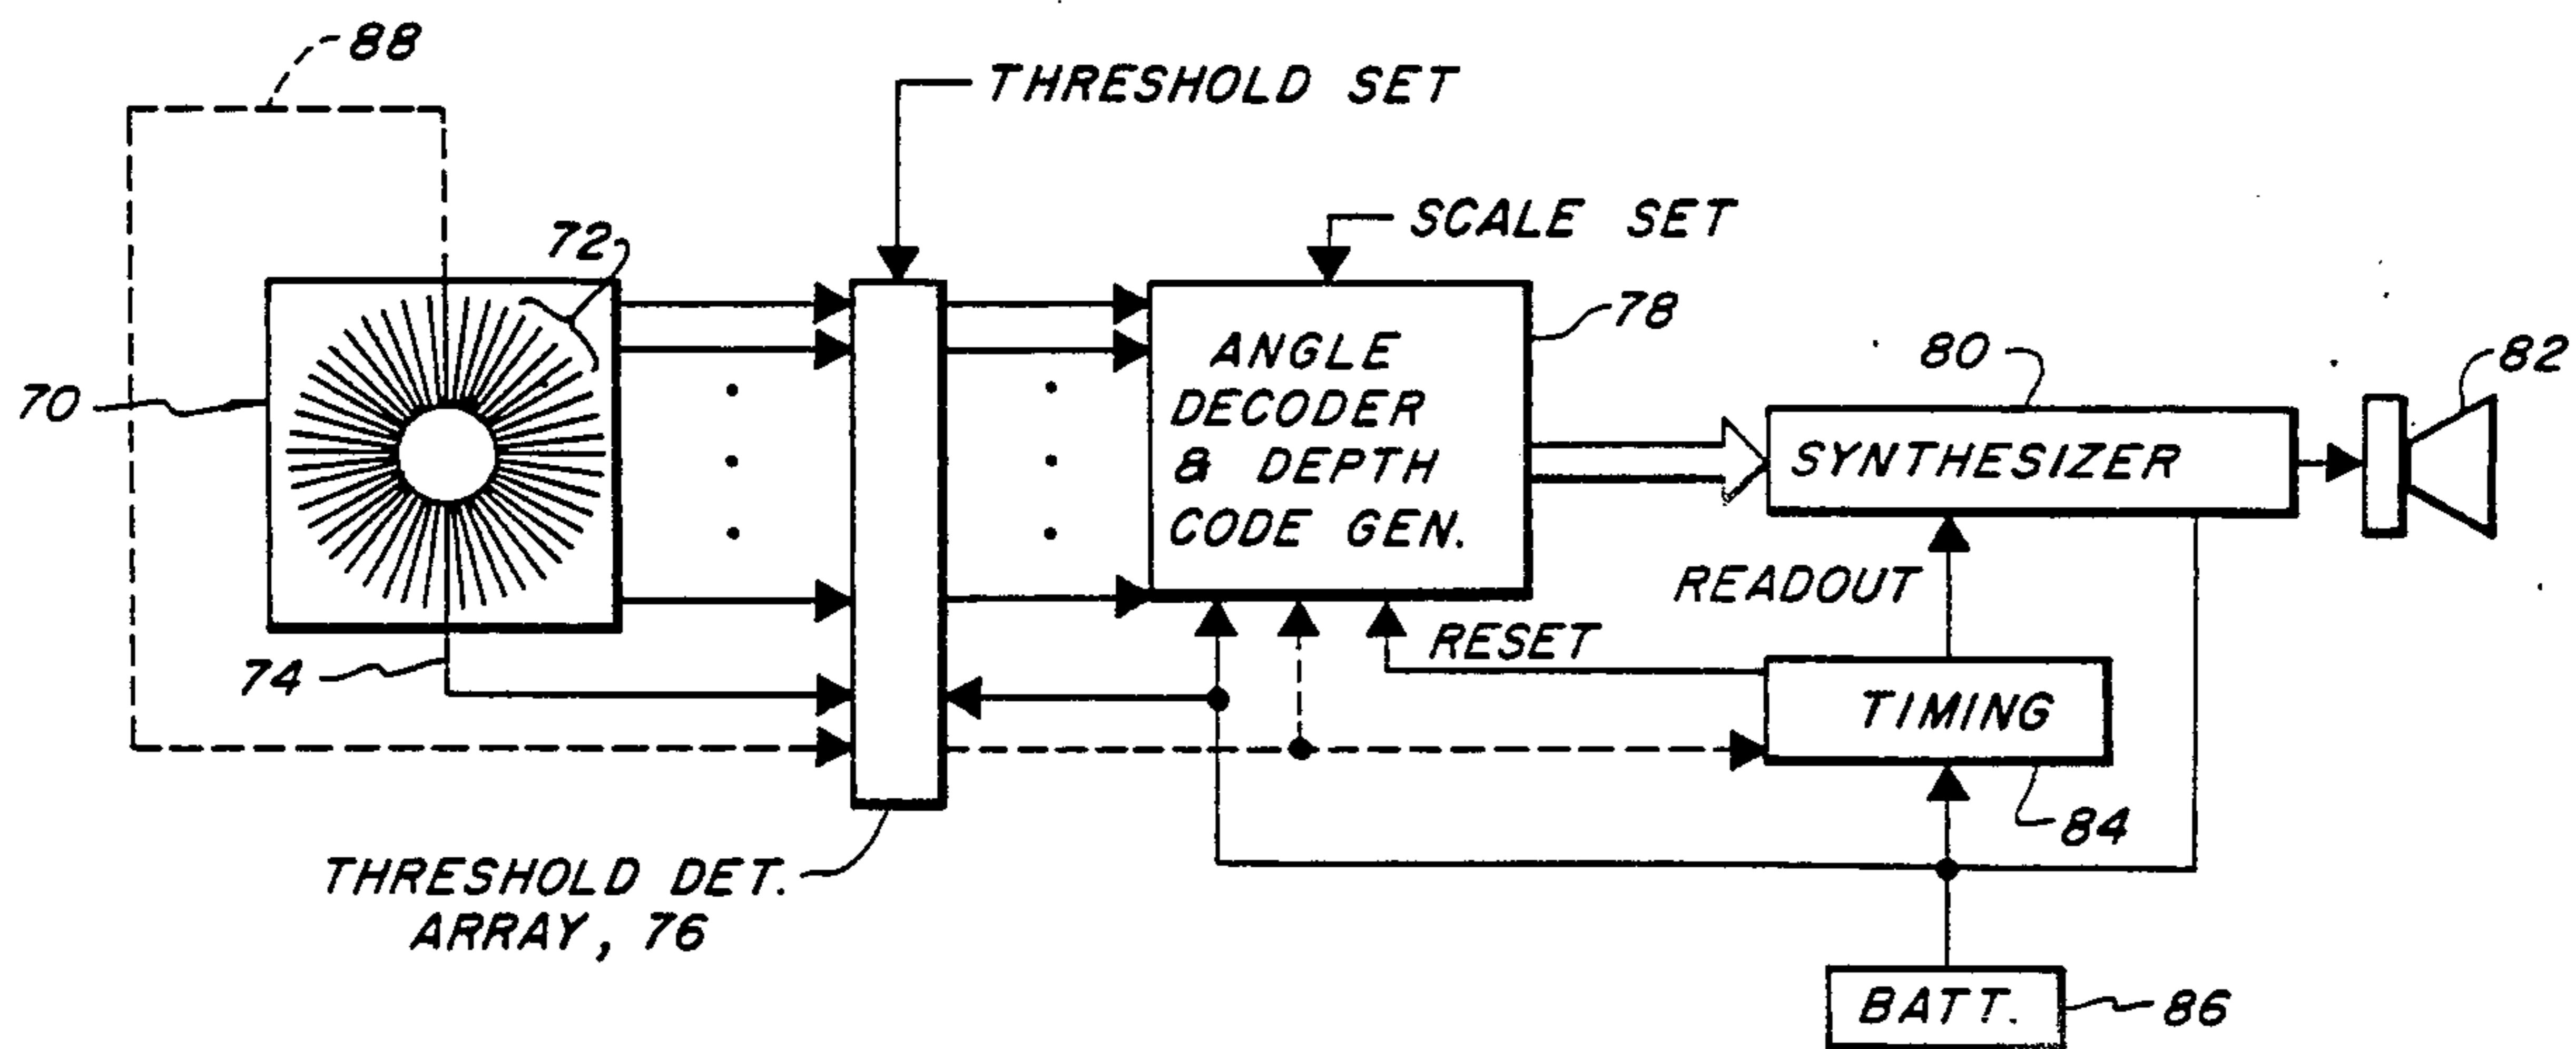 88
THRESHOLD SET
SCALE SET
72
78
70
ANGLE
DECODER
& DEPTH
CODE GEN.
80
82
SYNTHESIZER
READOUT
RESET
74
TIMING
84
THRESHOLD DET.
ARRAY, 76
BATT.
86